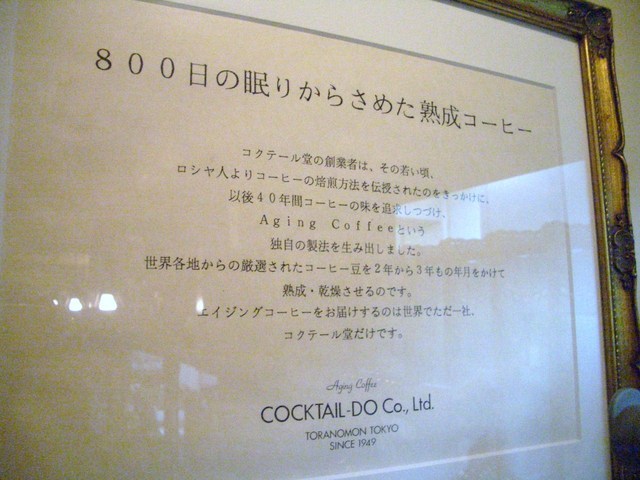 ８００日の眠りからさめた熟成コーヒー
コクテール堂の創業者は、その若い頃、
ロシヤ人よりコーヒーの焙煎方法を伝授されたのをきっかけに、
以後４０年間コーヒーの味を追求しつづけ、
Ａｇｉｎｇ Ｃｏｆｆｅｅという
独自の製法を生み出しました。
世界各地からの厳選されたコーヒー豆を２年から３年もの年月をかけて
熟成・乾燥させるのです。
エイジングコーヒーをお届けするのは世界でただ一社、
コクテール堂だけです。
Aging Coffee
COCKTAIL-DO Co., Ltd.
TORANOMON TOKYO
SINCE 1949